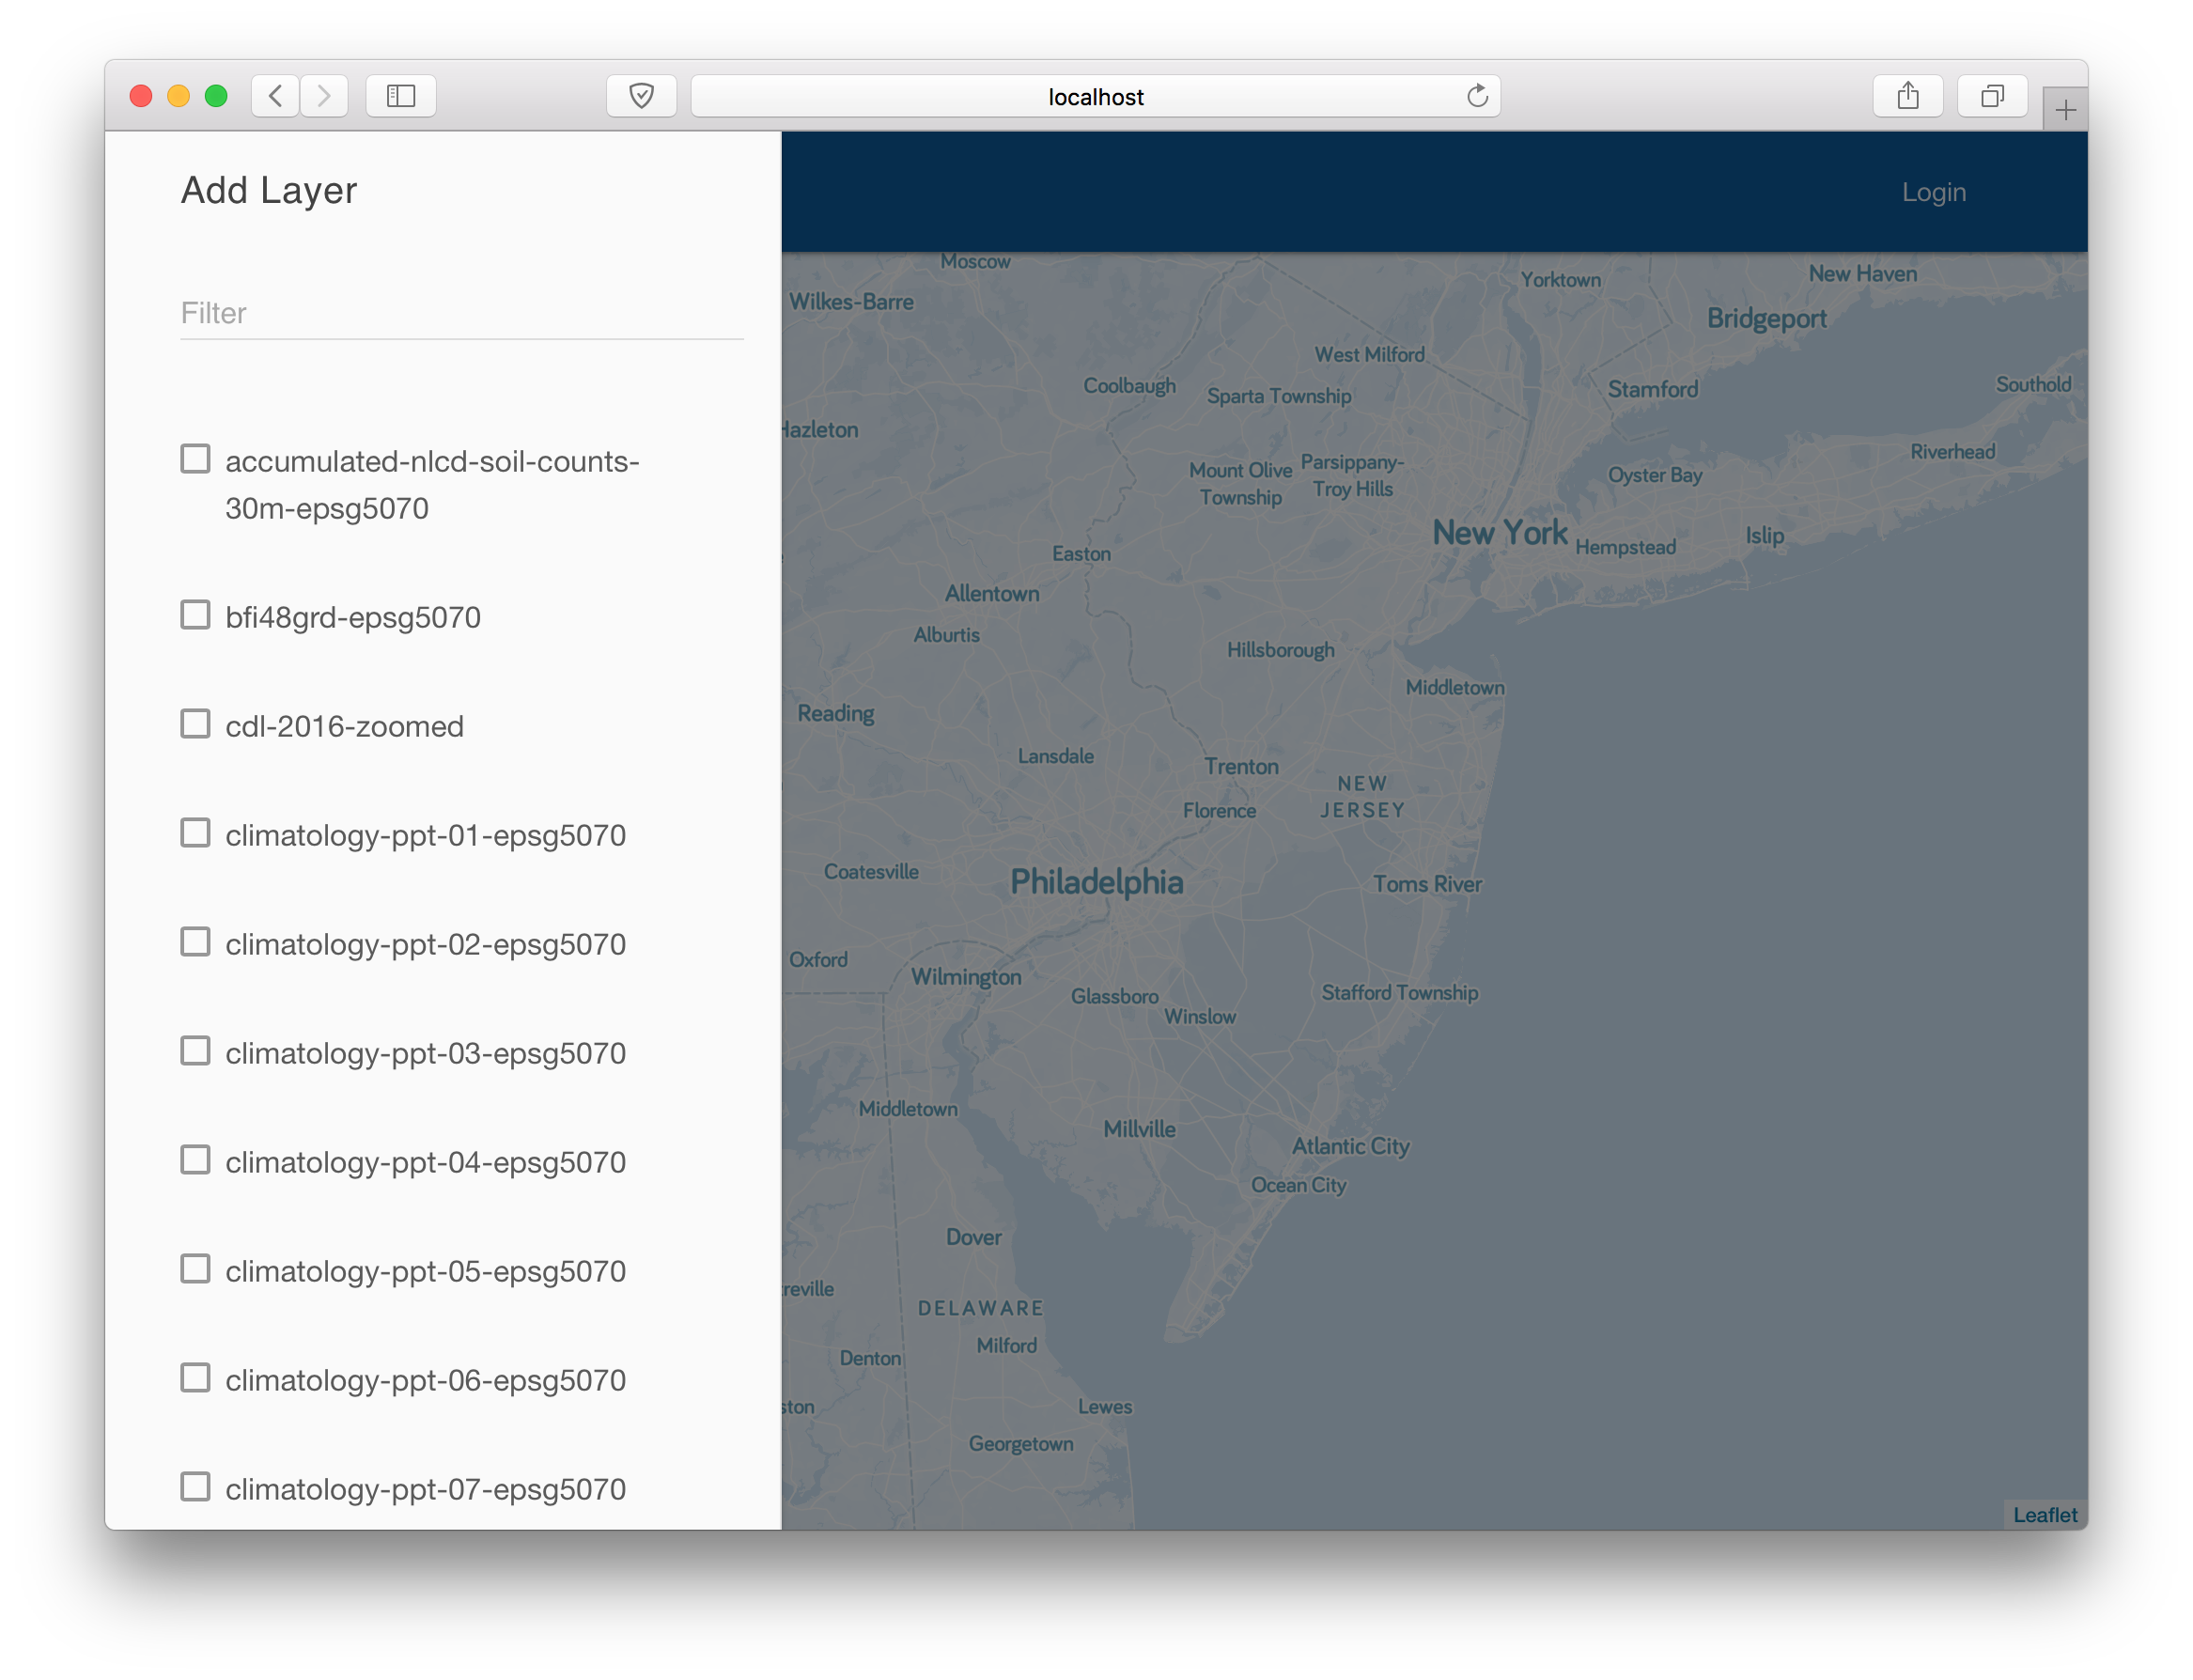 localhost
Add Layer
Login
Filter
accumulated-nlcd-soil-counts-
30m-epsg5070
bfi48grd-epsg5070
cdl-2016-zoomed
climatology-ppt-01-epsg5070
climatology-ppt-02-epsg5070
climatology-ppt-03-epsg5070
climatology-ppt-04-epsg5070
climatology-ppt-05-epsg5070
climatology-ppt-06-epsg5070
climatology-ppt-07-epsg5070
Moscow
Wilkes-Barre
Yorktown
New Haven
Bridgeport
West Milford
Coolbaugh
Sparta Township
Stamford
Southold
Hazleton
Mount Olive
Township
Parsippany-
Troy Hills
Oyster Bay
Riverhead
New York
Hempstead
Islip
Easton
Allentown
Alburtis
Hillsborough
Middletown
Reading
Lansdale
Trenton
NEW
JERSEY
Florence
Coatesville
Philadelphia
Toms River
Oxford
Wilmington
Glassboro
Winslow
Stafford Township
Middletown
Millville
Atlantic City
Ocean City
Dover
reville
DELAWARE
Milford
Denton
ston
Lewes
Georgetown
Leaflet